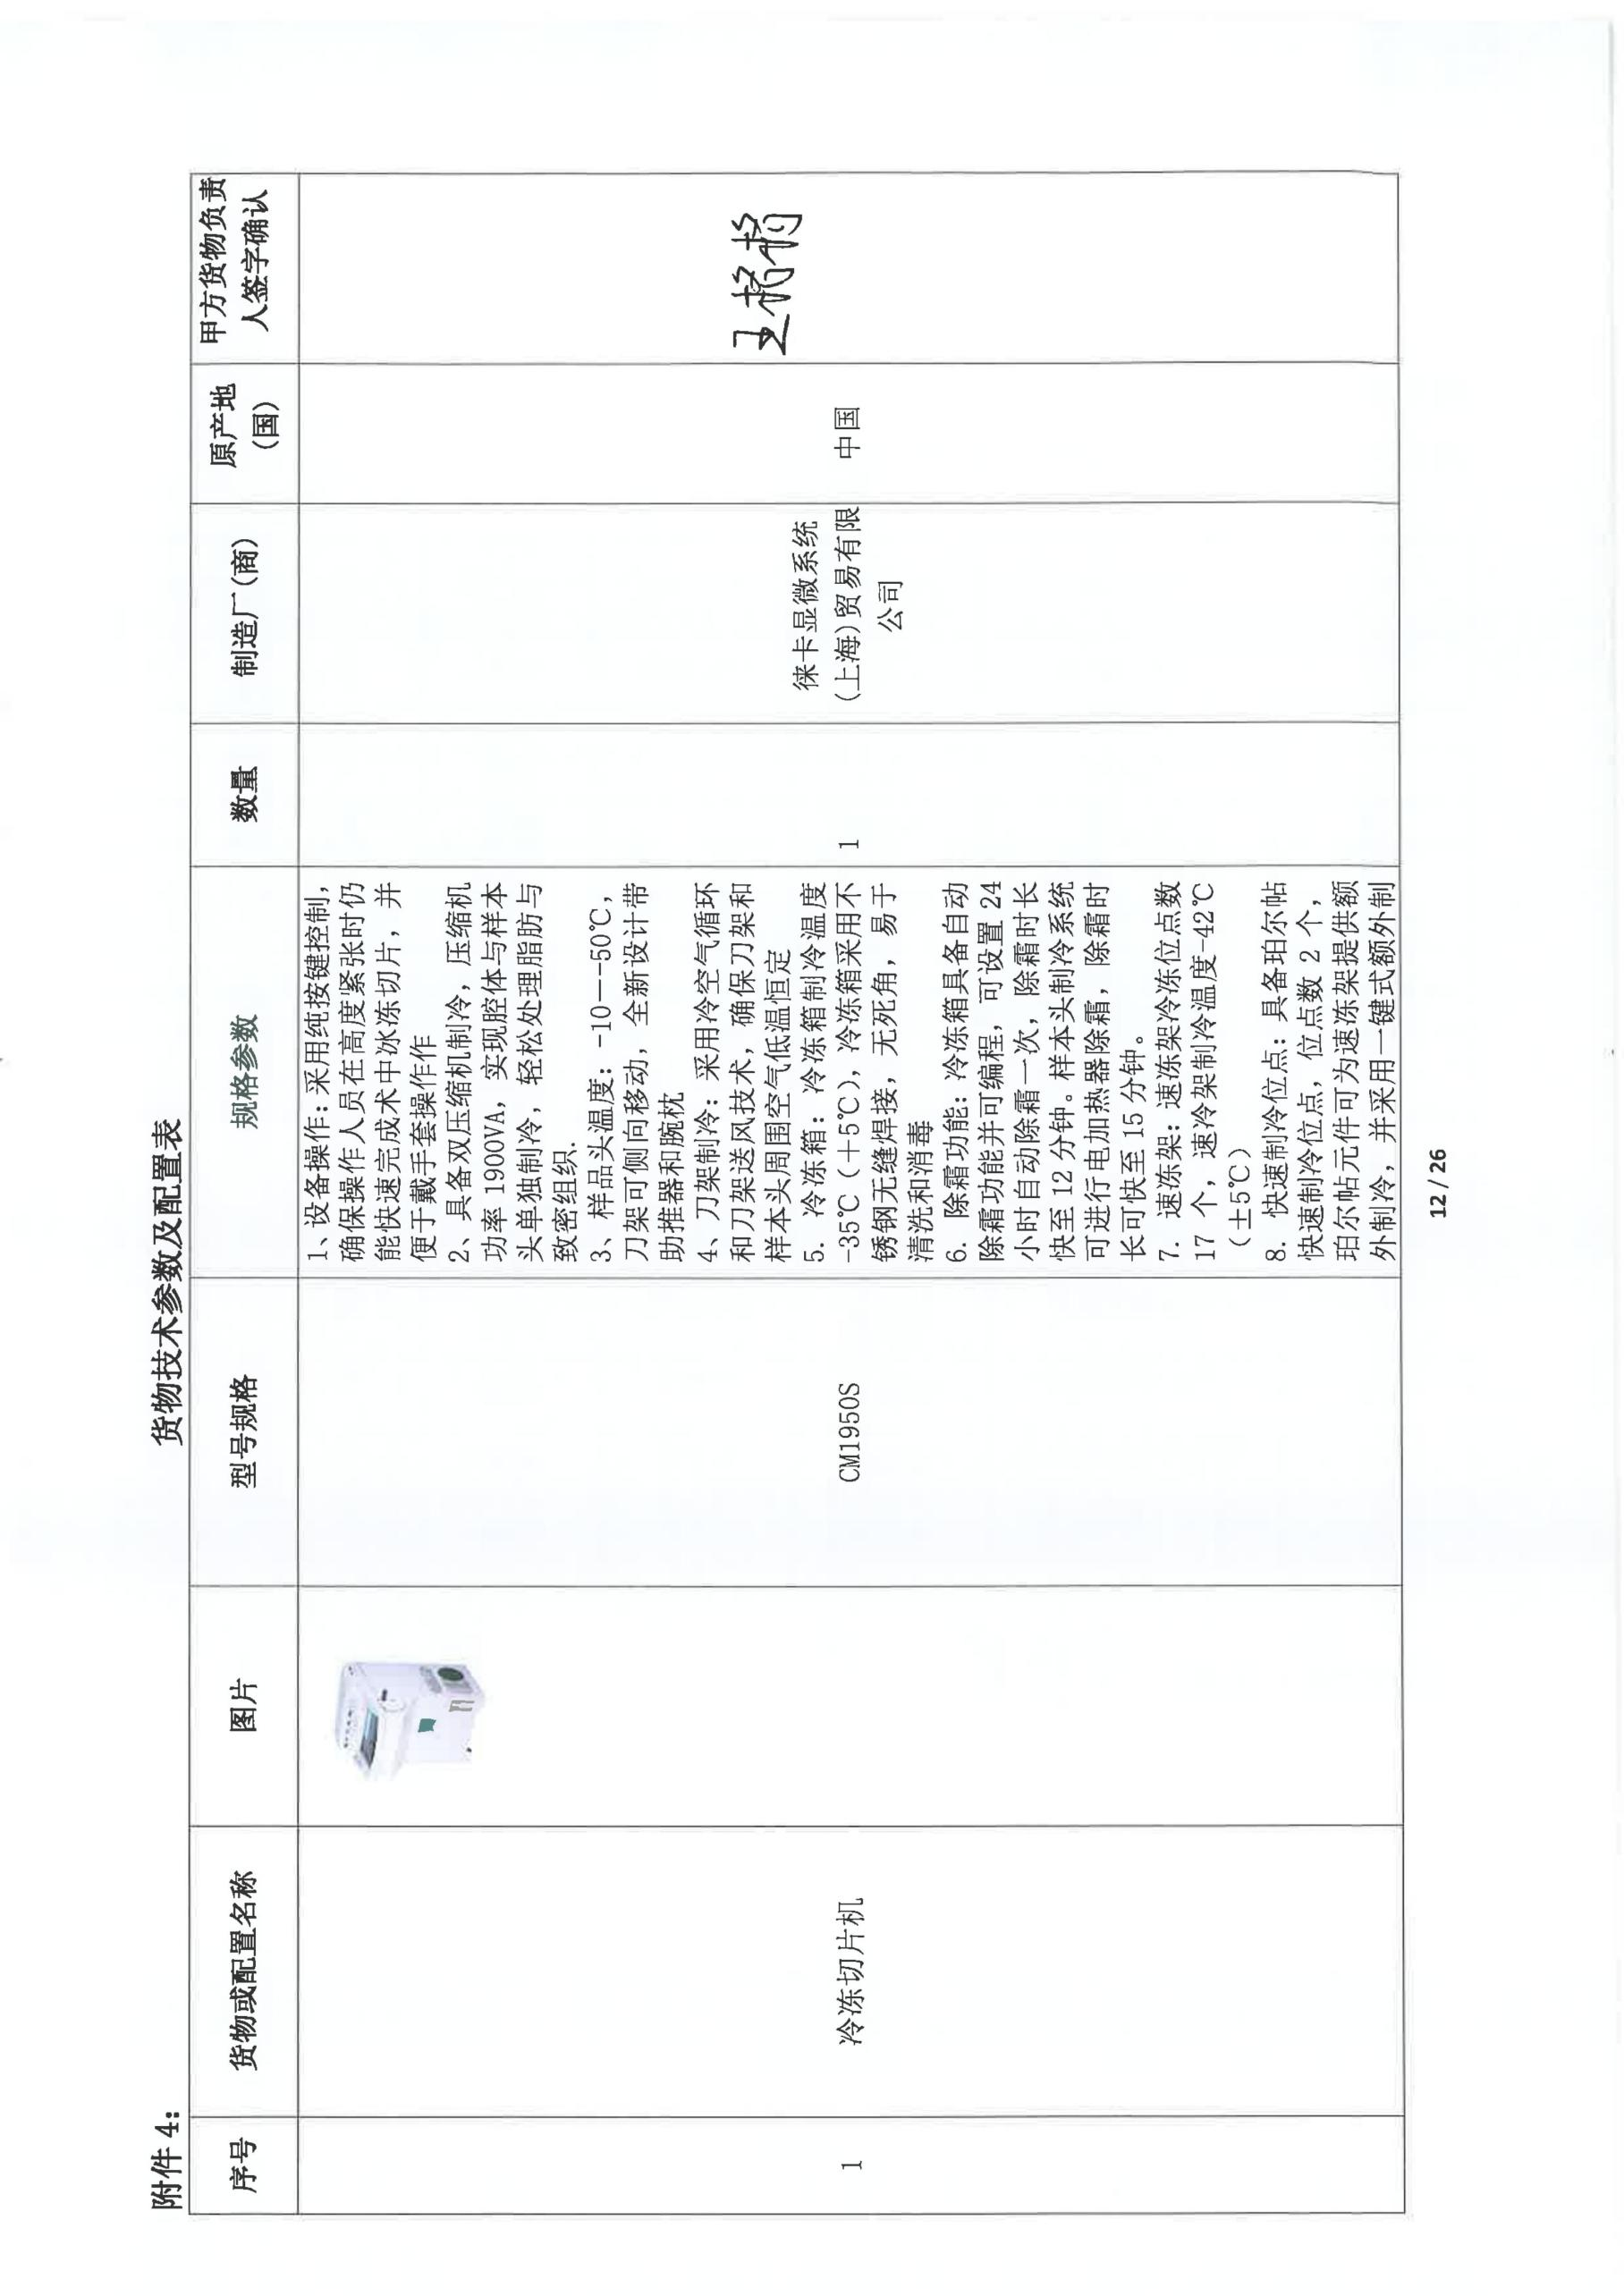 附件 4：
货物技术参数及配置表
序号
货物或配置名称
图片
型号规格
规格参数
数量
制造厂(商)
原产地
(国)
甲方货物负责
人签字确认
1
冷冻切片机
CM1950S
1、设备操作：采用纯按键控制，
确保操作人员在高度紧张时仍
能快速完成术中冰冻切片，并
便于戴手套操作作
2、具备双压缩机制冷，压缩机
功率 1900VA，实现腔体与样本
头单独制冷，轻松处理脂肪与
致密组织.
3、样品头温度：-10—-50℃，
刀架可侧向移动，全新设计带
助推器和腕枕
4、刀架制冷：采用冷空气循环
和刀架送风技术，确保刀架和
样本头周围空气低温恒定
5. 冷冻箱：冷冻箱制冷温度
-35℃（＋5℃），冷冻箱采用不
锈钢无缝焊接，无死角，易于
清洗和消毒
6. 除霜功能：冷冻箱具备自动
除霜功能并可编程，可设置 24
小时自动除霜一次，除霜时长
快至 12 分钟。样本头制冷系统
可进行电加热器除霜，除霜时
长可快至 15 分钟。
7. 速冻架：速冻架冷冻位点数
17 个，速冷架制冷温度-42℃
（±5℃）
8. 快速制冷位点：具备珀尔帖
快速制冷位点，位点数 2 个，
珀尔帖元件可为速冻架提供额
外制冷，并采用一键式额外制
1
徕卡显微系统
(上海)贸易有限
公司
中国
12 / 26